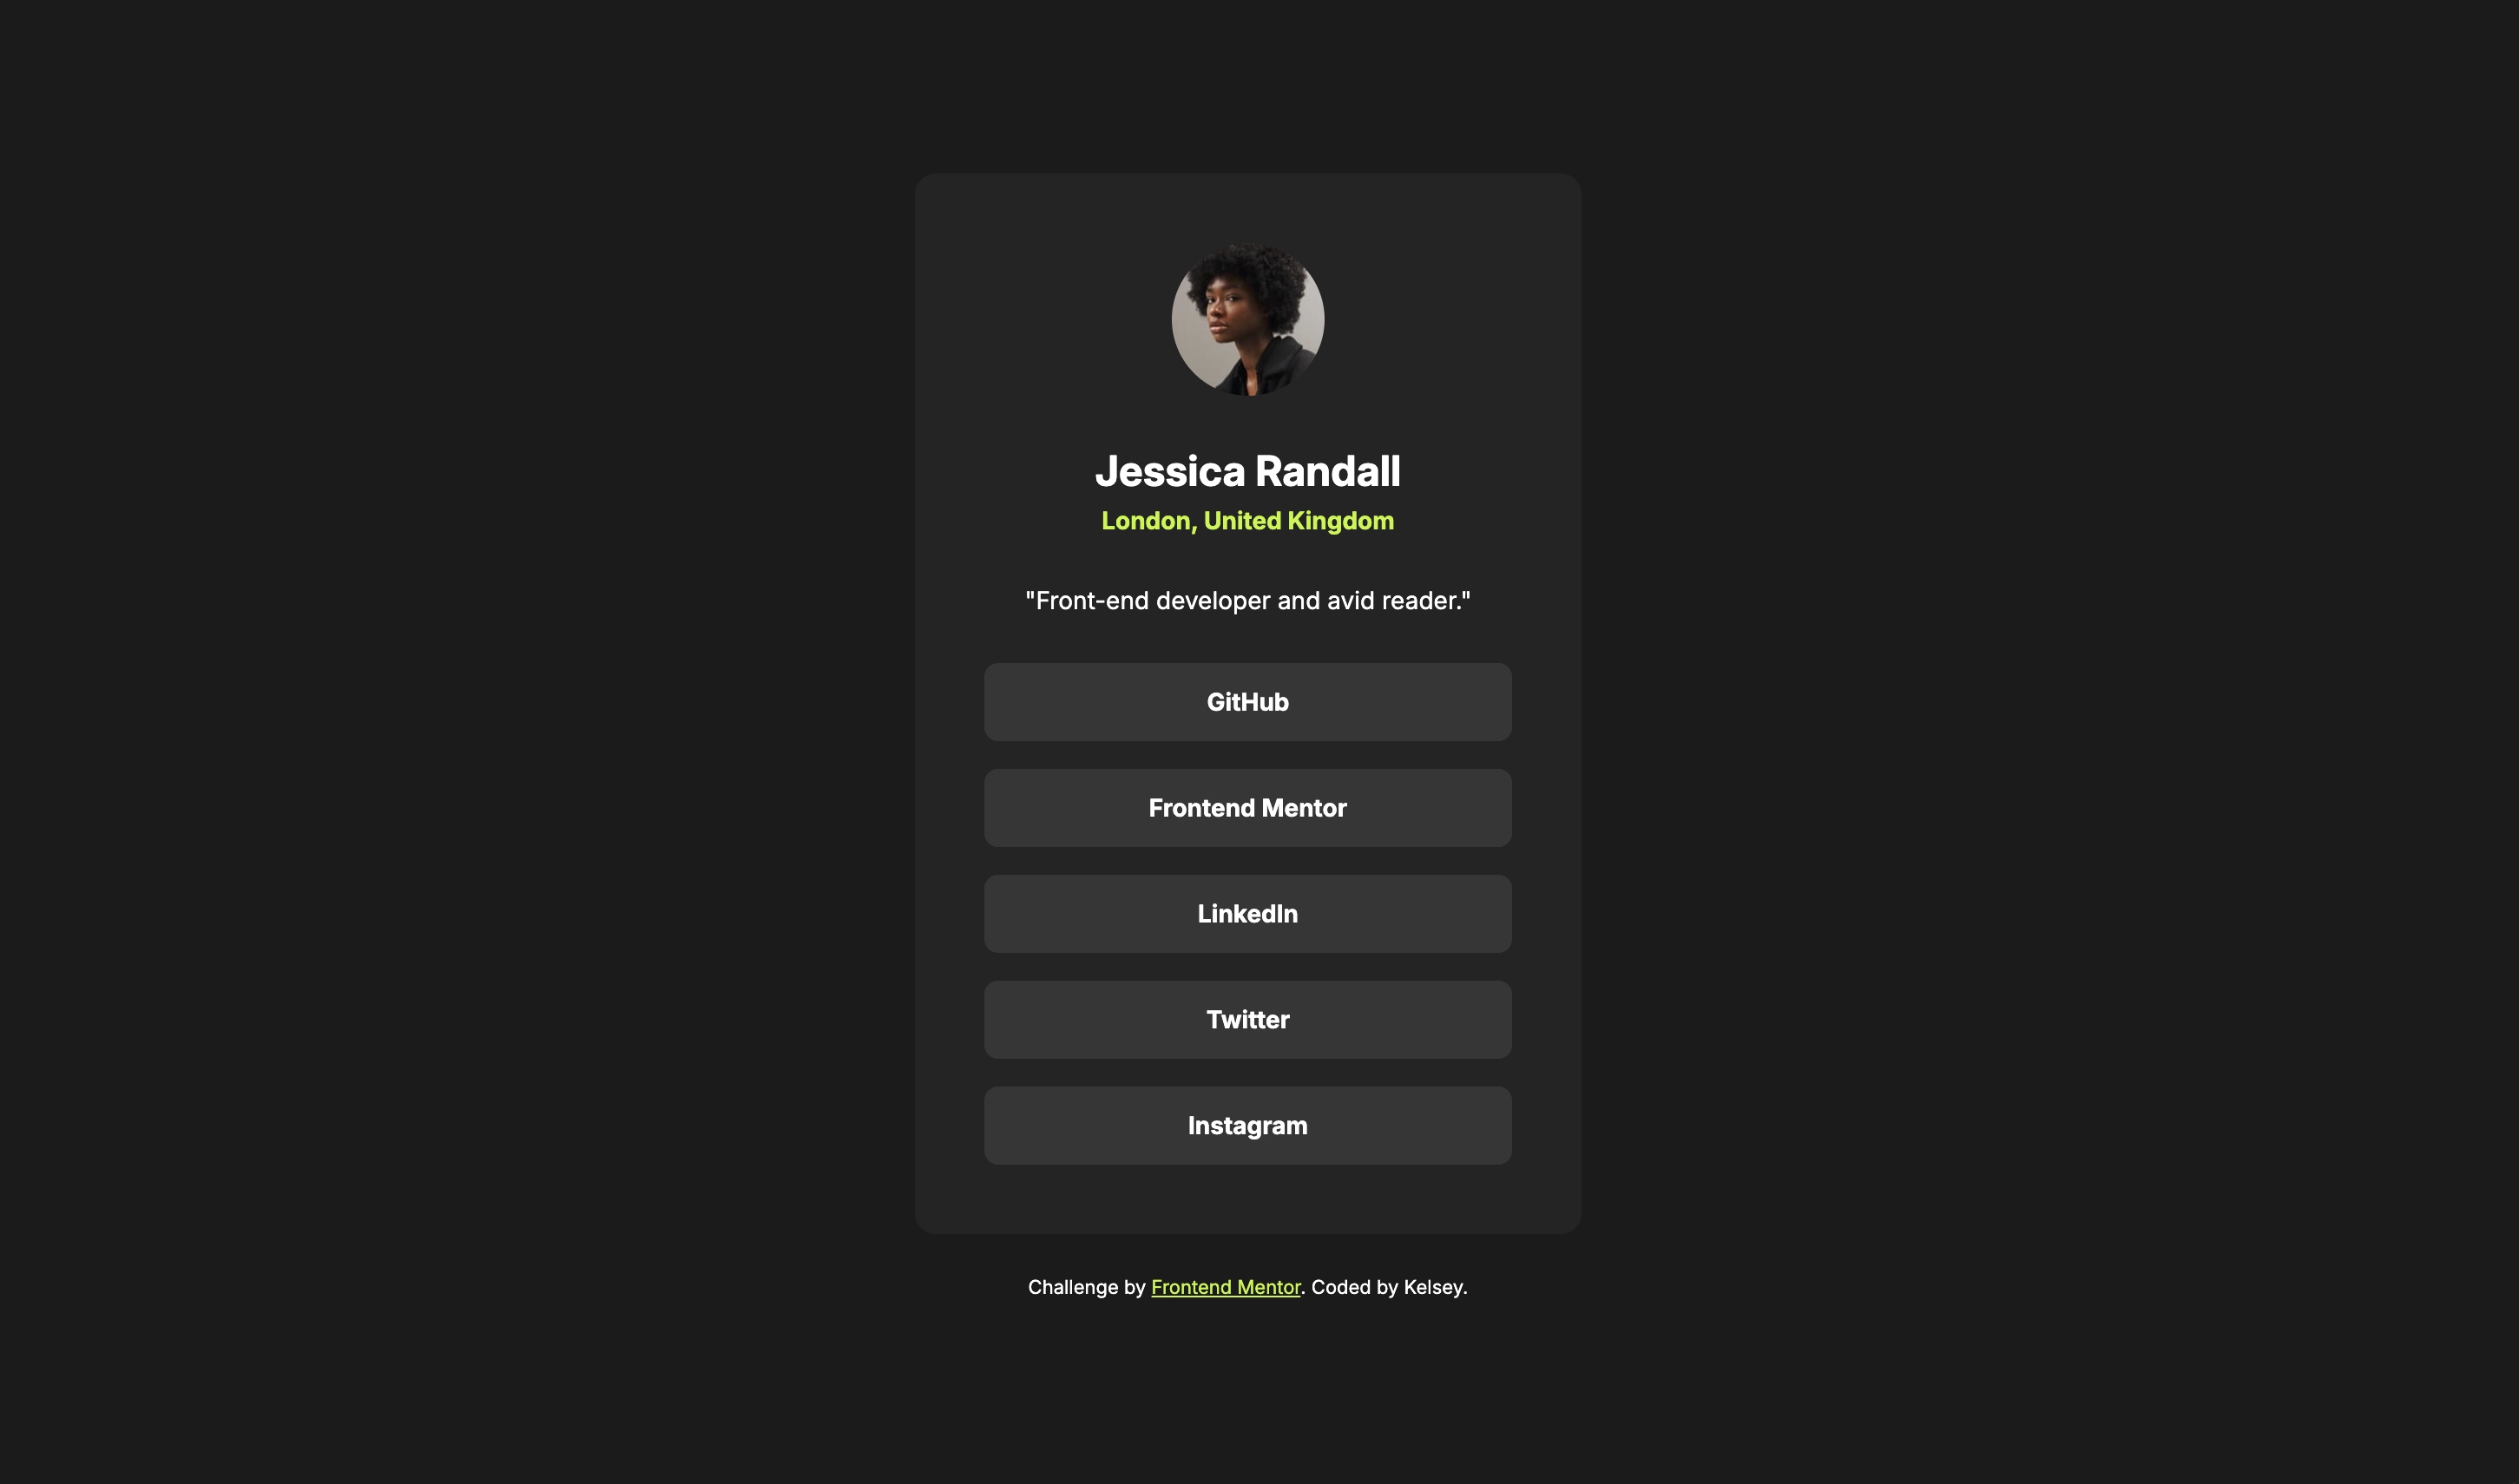 Jessica Randall
London, United Kingdom
"Front-end developer and avid reader."
GitHub
Frontend Mentor
LinkedIn
Twitter
Instagram
Challenge by Frontend Mentor. Coded by Kelsey.